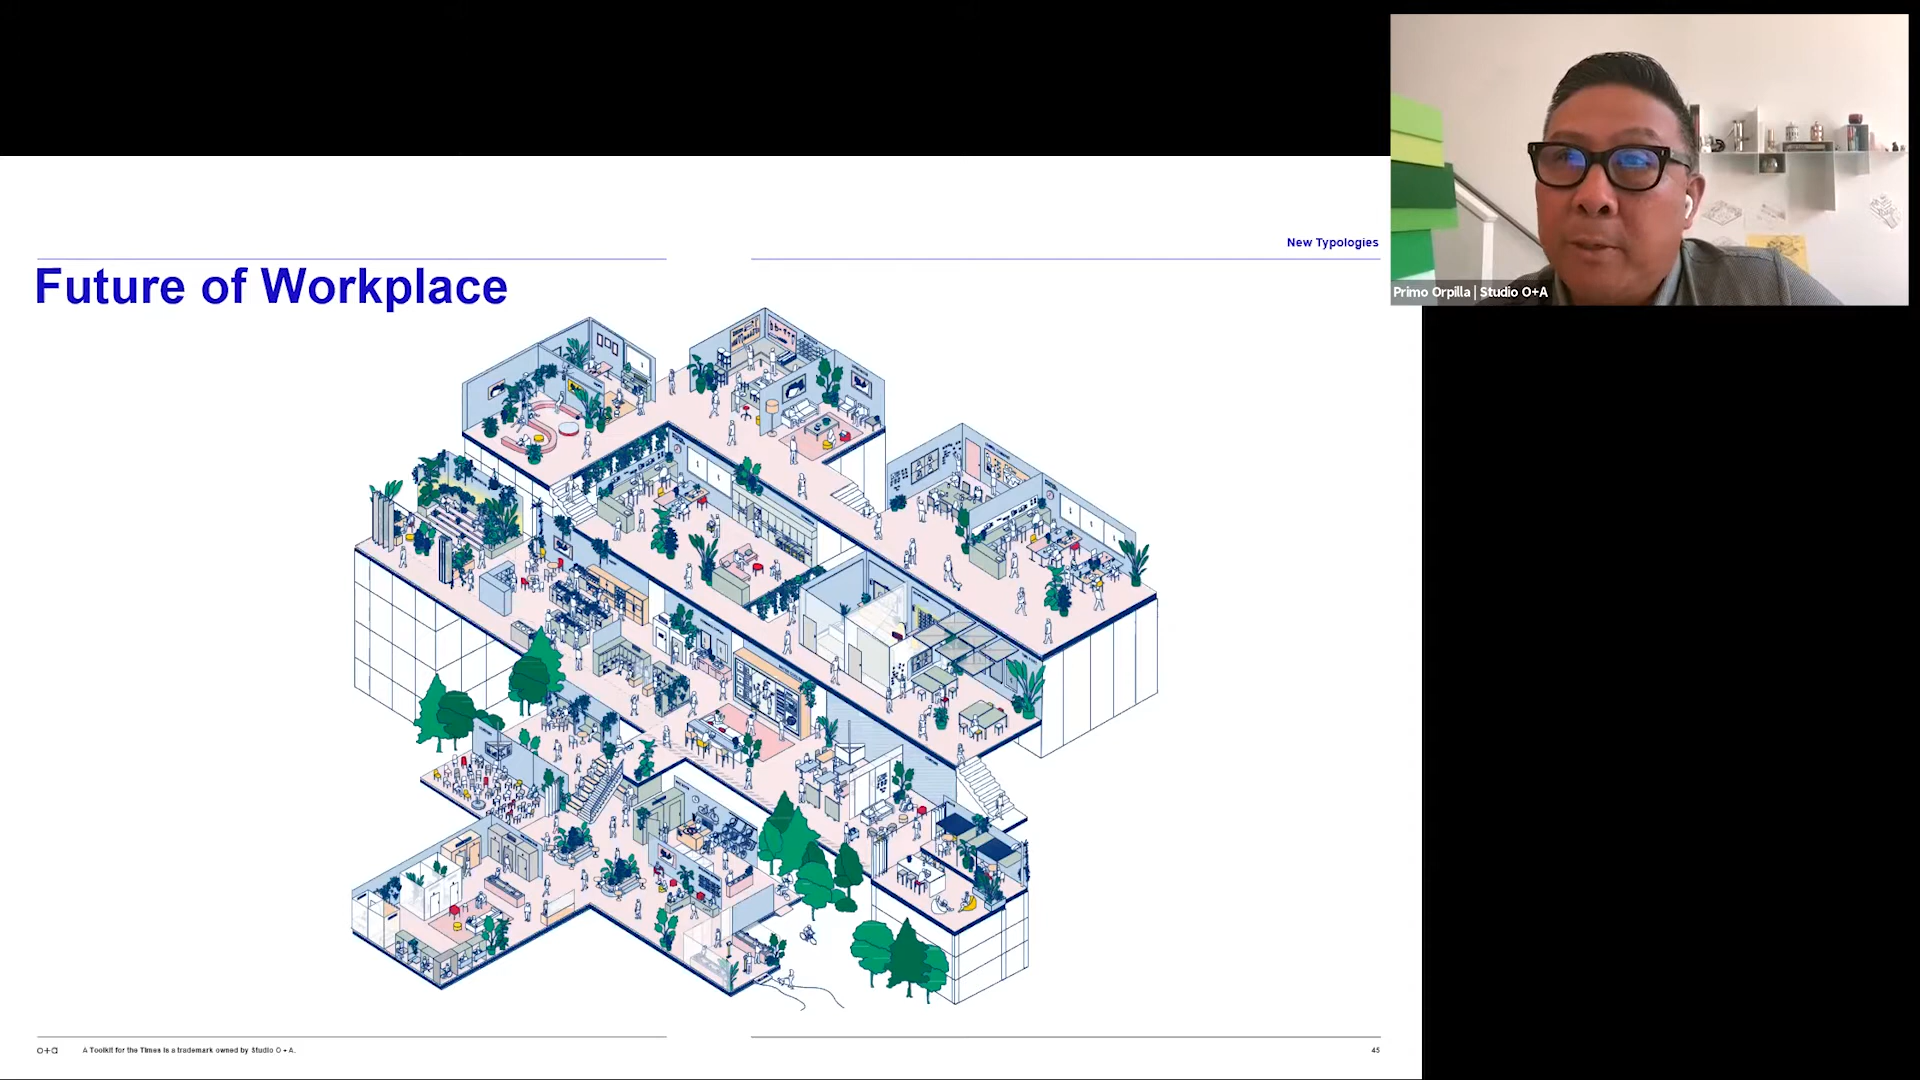 Primo Orpilla | Studio O+A
New Typologies
Future of Workplace
o+a
A Toolkit for the Times is a trademark owned by Studio O + A.
45